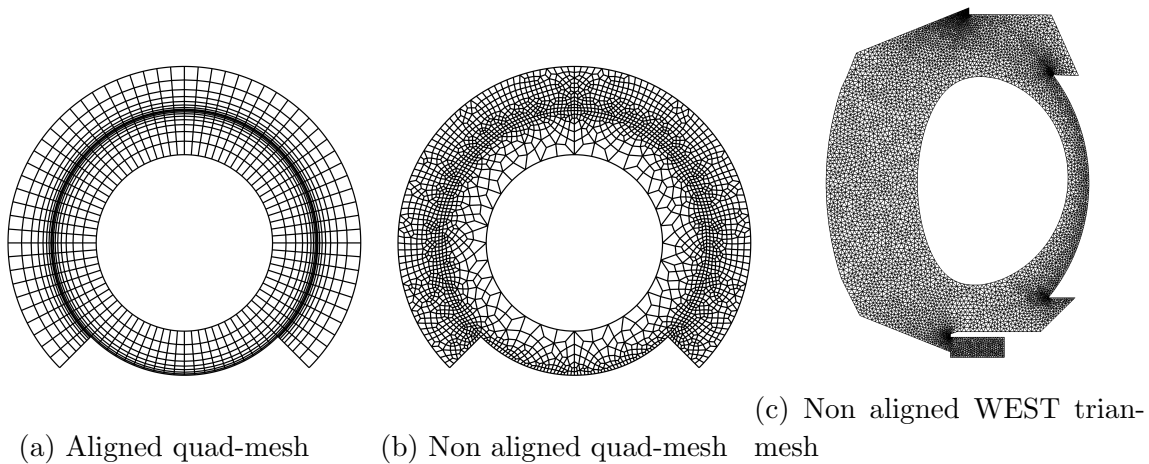 (a) Aligned quad-mesh
(b) Non aligned quad-mesh
(c) Non aligned WEST trian-
mesh